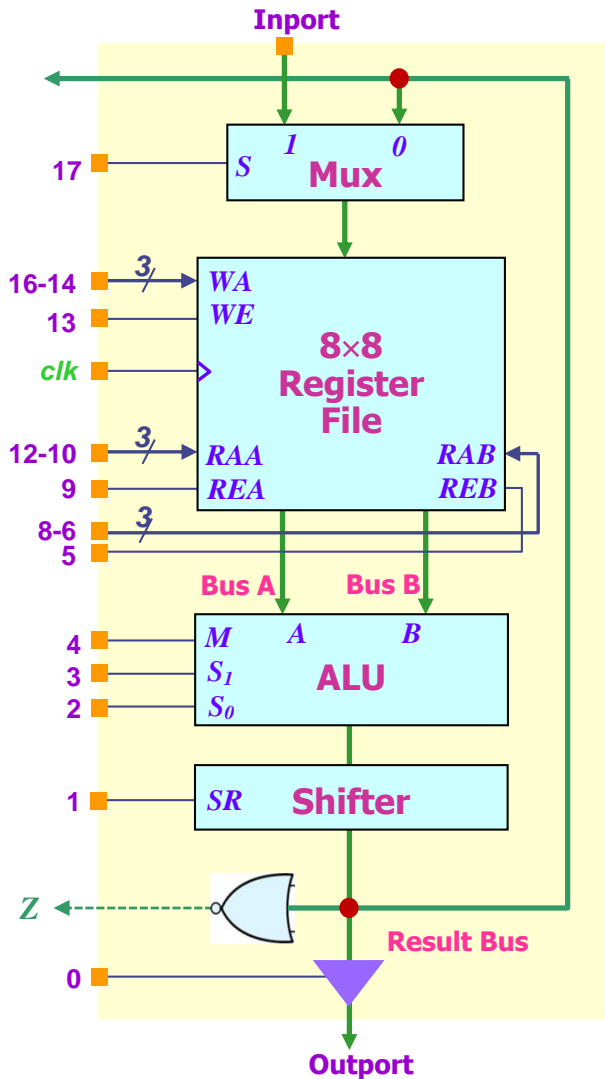 Inport
1
0
17
S
Mux
16-14
3
WA
13
WE
8×8
Register
File
clk
12-10
3
RAA
RAB
9
REA
REB
8-6
3
5
Bus A
Bus B
4
M
A
B
3
S1
ALU
2
S0
1
SR
Shifter
Z
Result Bus
0
Outport